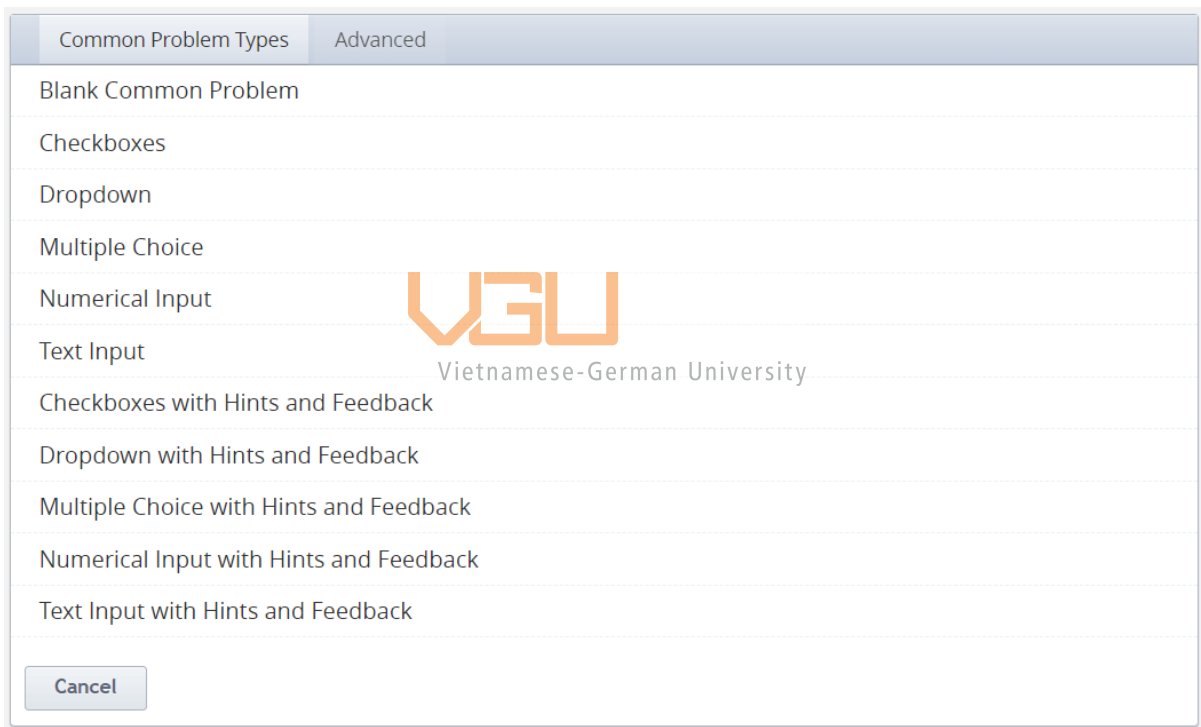 Common Problem Types Advanced
Blank Common Problem
Checkboxes
Dropdown
Multiple Choice
Numerical Input
VGU
Text Input
Vietnamese-German University
Checkboxes with Hints and Feedback
Dropdown with Hints and Feedback
Multiple Choice with Hints and Feedback
Numerical Input with Hints and Feedback
Text Input with Hints and Feedback
Cancel